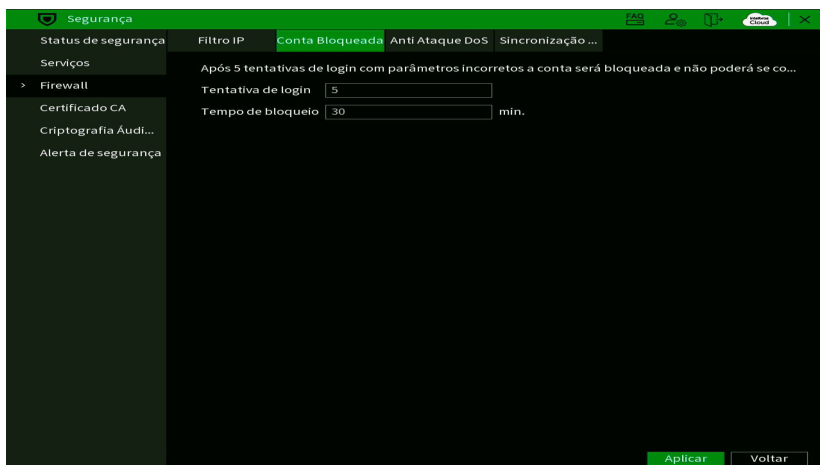 Segurança
FAQ
intelbras Cloud
Status de segurança
Serviços
> Firewall
Certificado CA
Criptografia Áudi...
Alerta de segurança
Filtro IP Conta Bloqueada Anti Ataque DoS Sincronização ...
Após 5 tentativas de login com parâmetros incorretos a conta será bloqueada e não poderá se co...
Tentativa de login 5
Tempo de bloqueio 30 min.
Aplicar Voltar